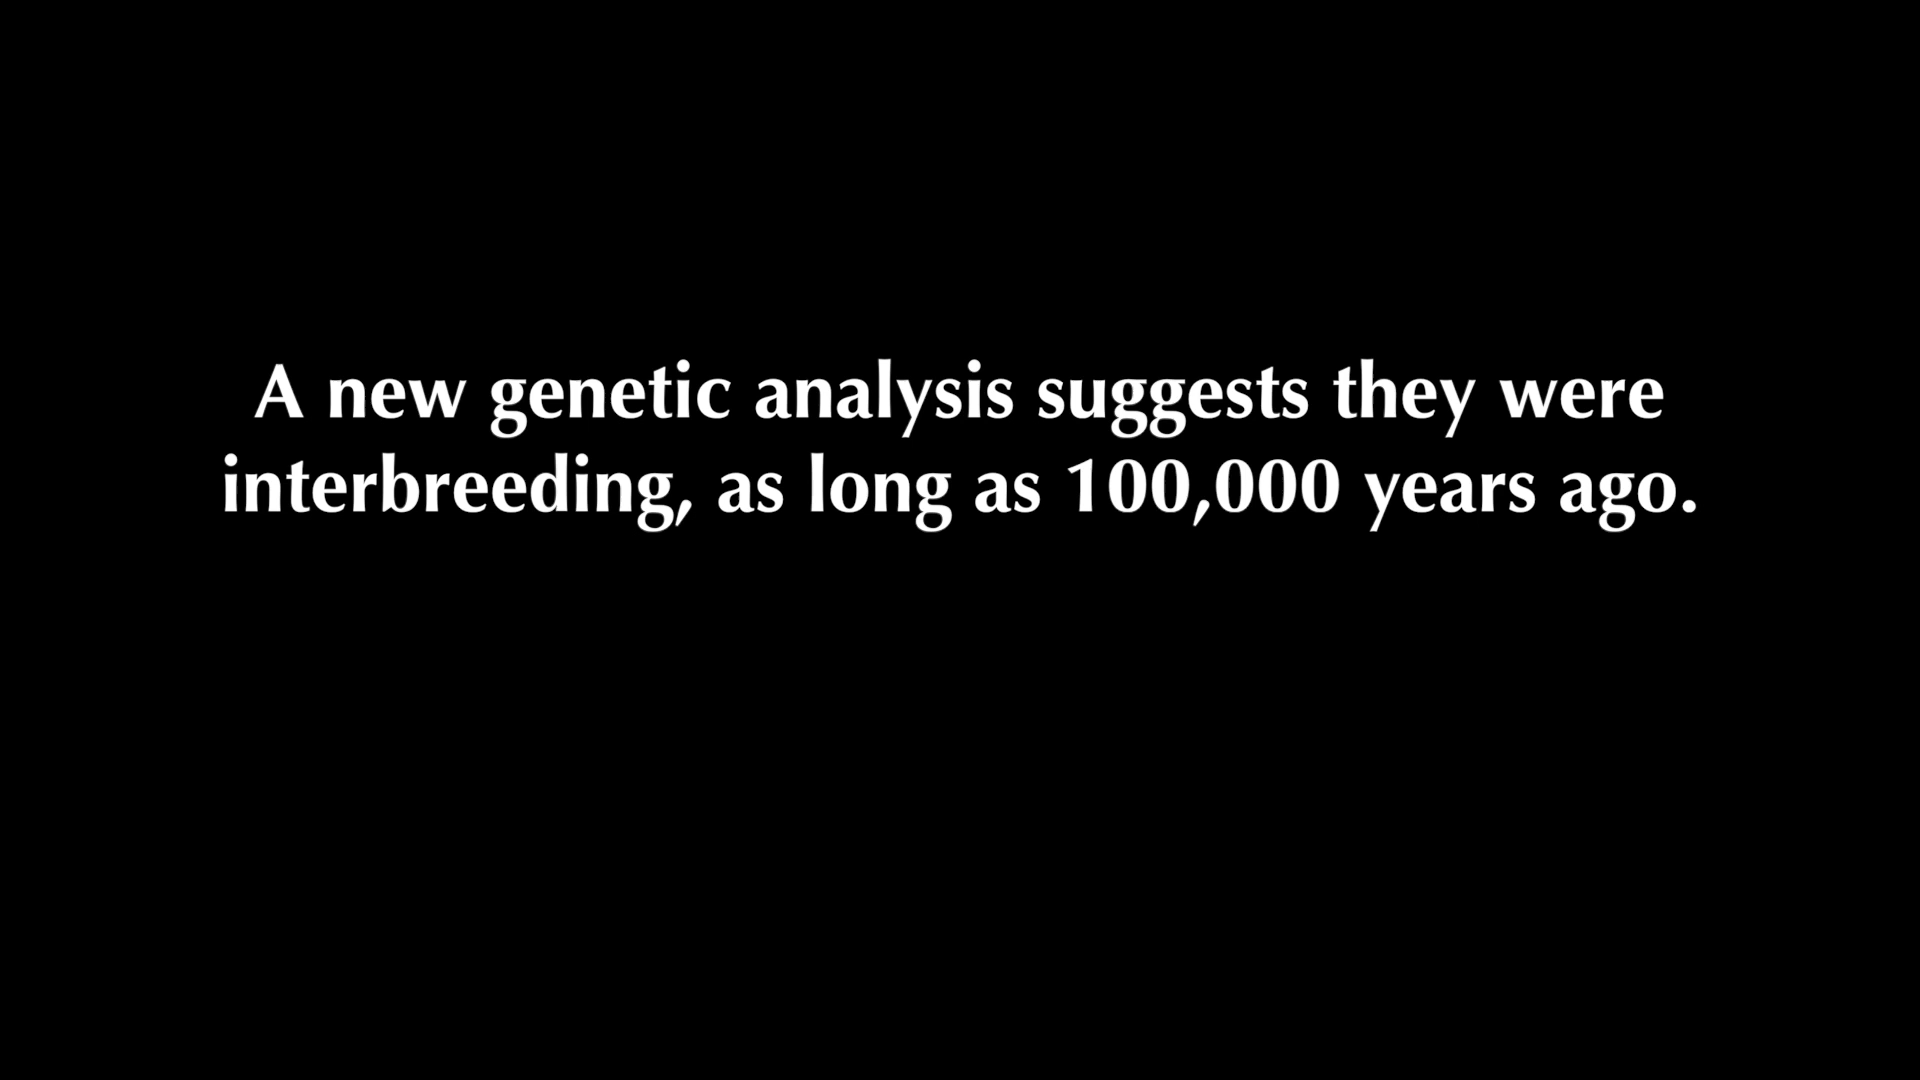 A new genetic analysis suggests they were
interbreeding, as long as 100,000 years ago.